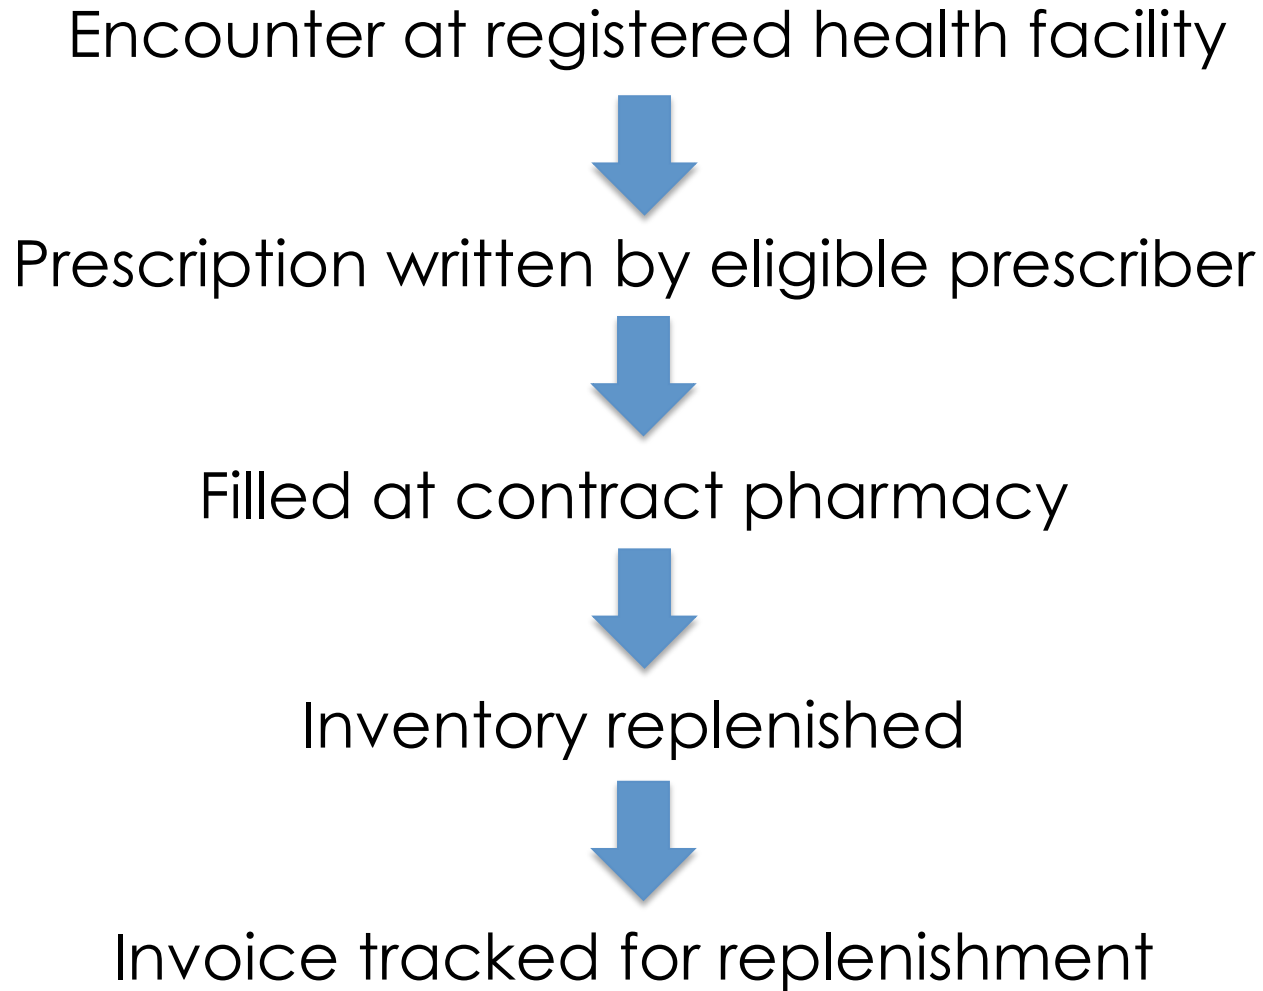 Encounter at registered health facility
Prescription written by eligible prescriber
Filled at contract pharmacy
Inventory replenished
Invoice tracked for replenishment